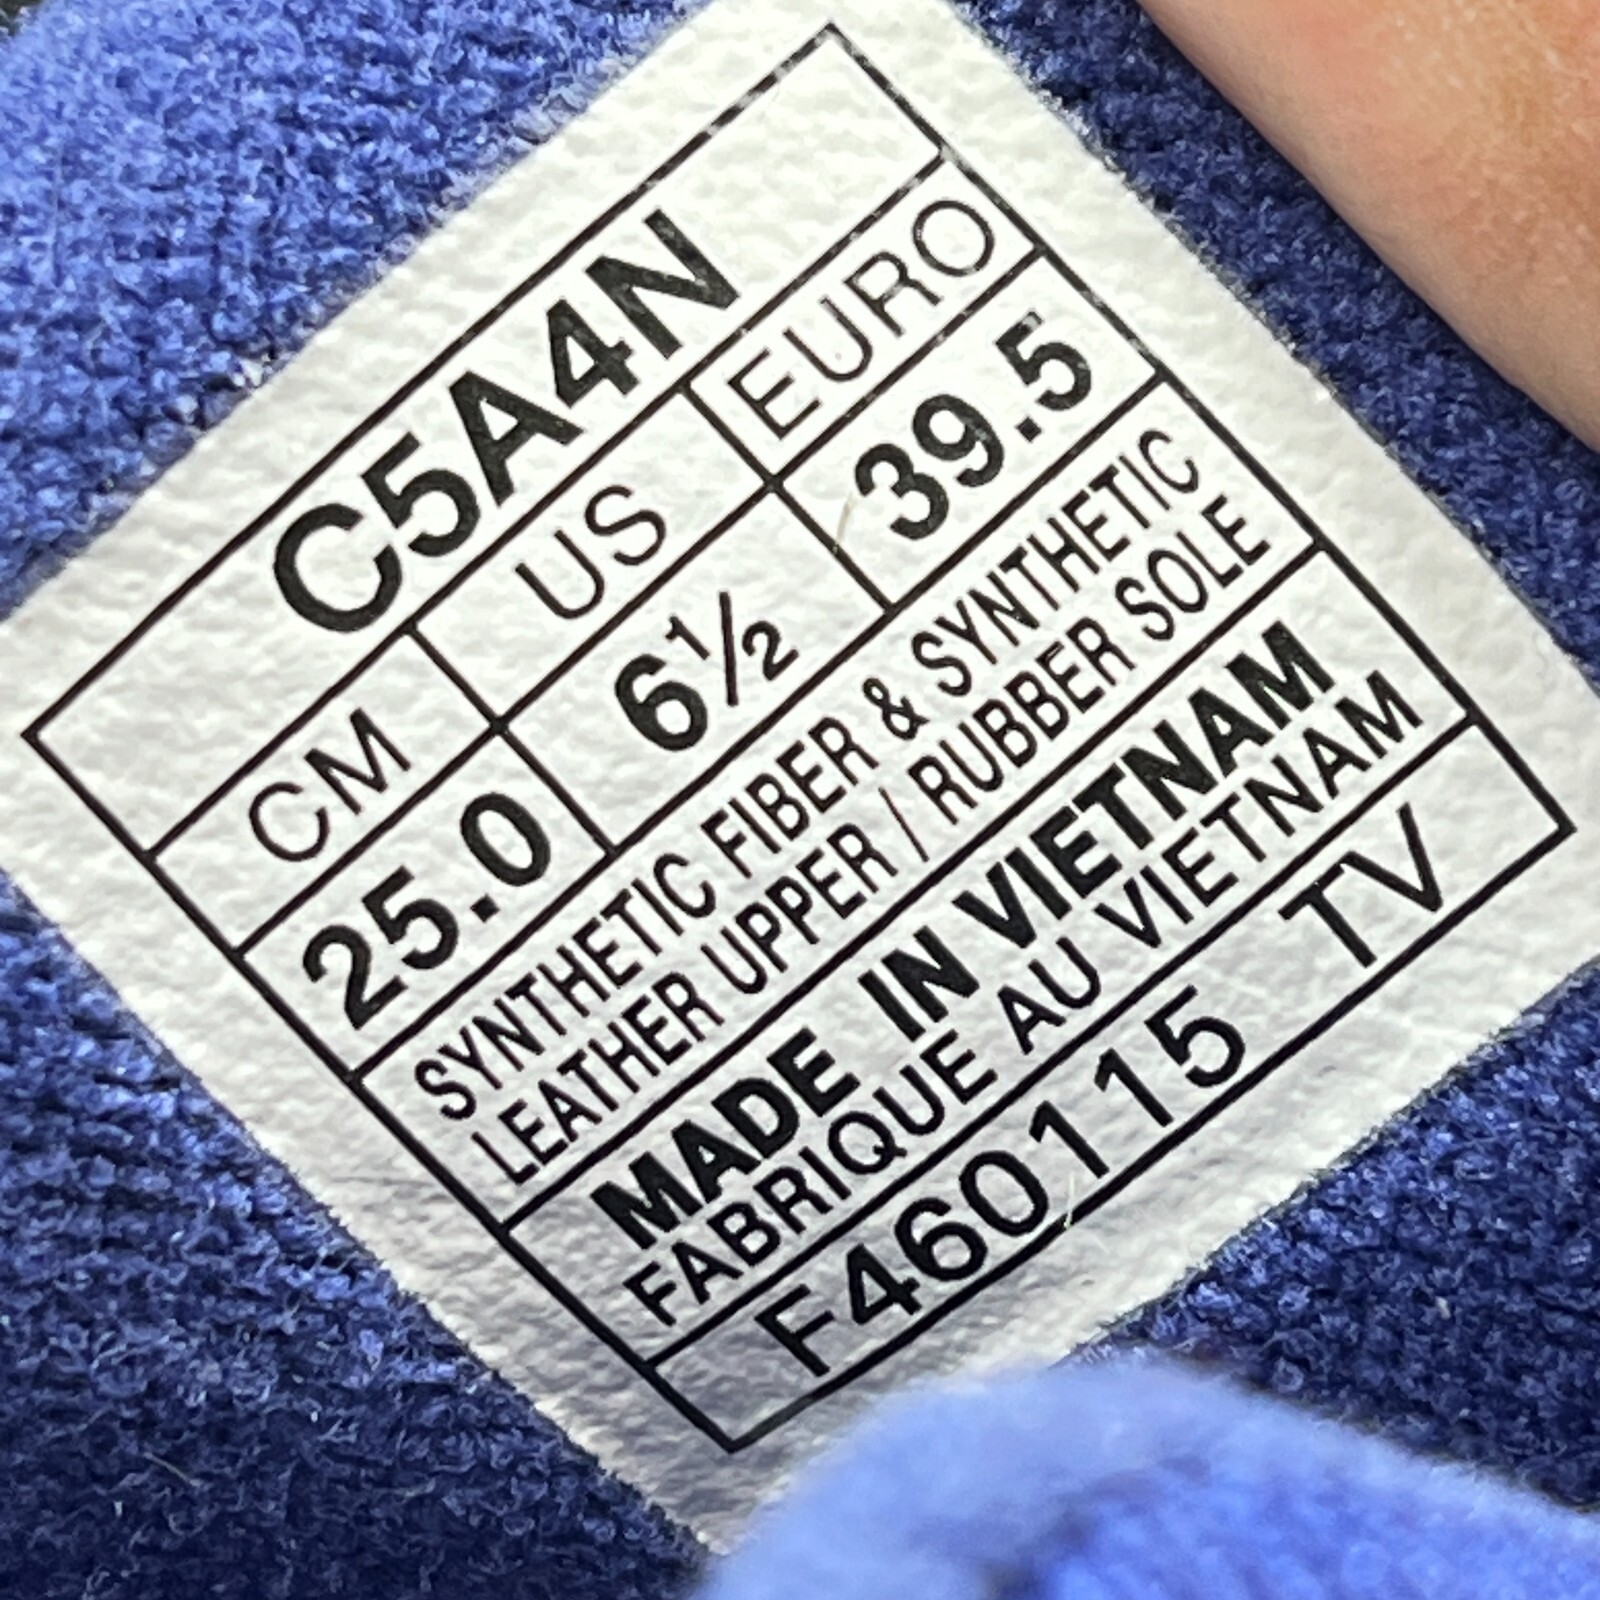 C5A4N
CM US EURO
25.0 6½ 39.5
SYNTHETIC FIBER & SYNTHETIC
LEATHER UPPER / RUBBER SOLE
MADE IN VIETNAM
FABRIQUE AU VIETNAM
F460115 TV